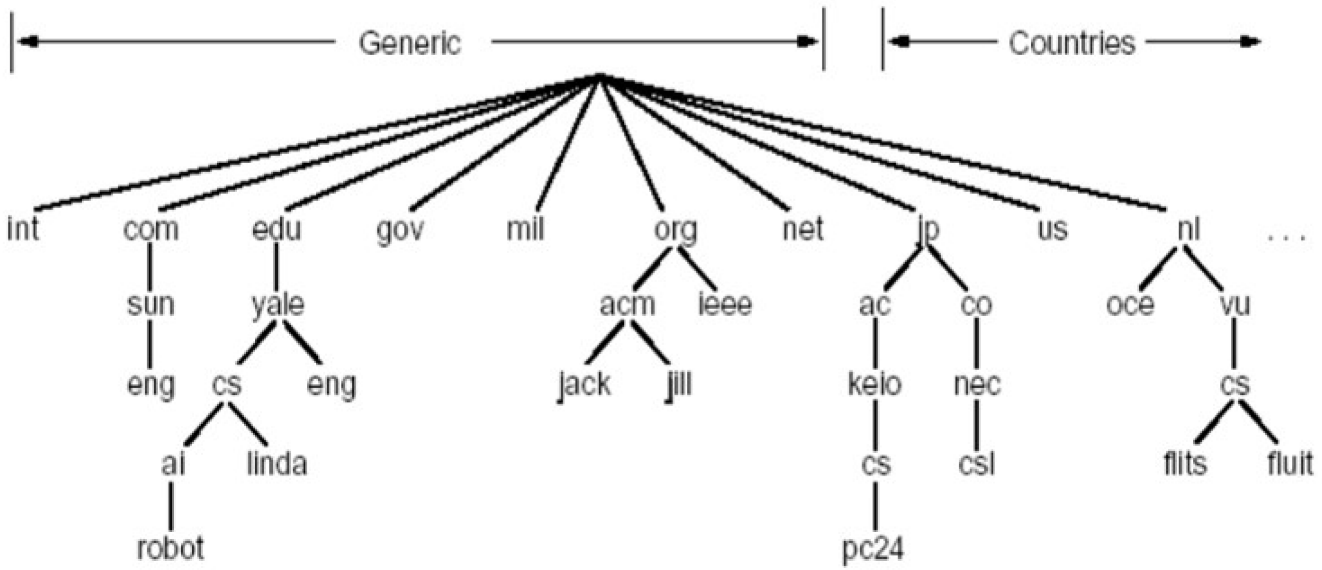 Generic Countries
int com edu gov mil org net jp us nl . . .
sun yale acm ieee ac co oce vu
eng cs eng jack jill keio nec cs
ai linda cs csl flits fluit
robot pc24